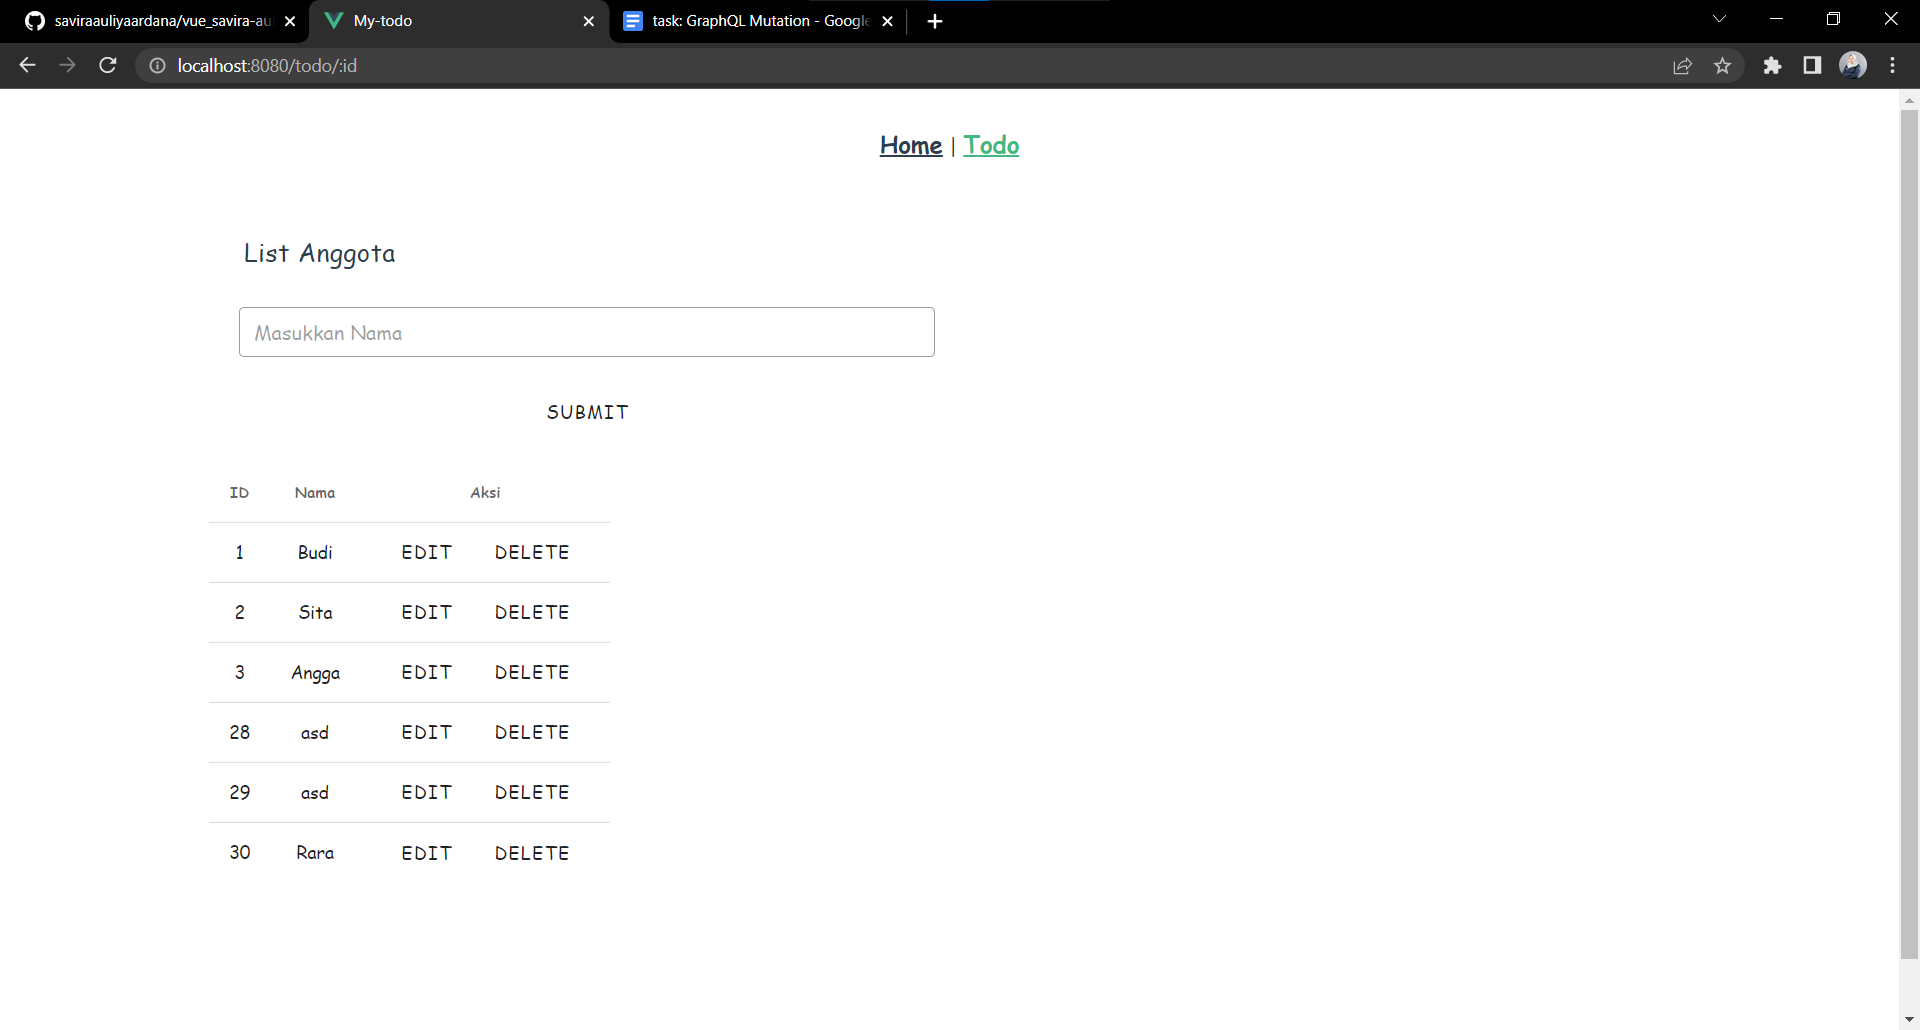 saviraauliyaardana/vue_savira-au
My-todo
task: GraphQL Mutation - Google
localhost:8080/todo/:id
Home | Todo
List Anggota
Masukkan Nama
SUBMIT
ID Nama Aksi
1 Budi EDIT DELETE
2 Sita EDIT DELETE
3 Angga EDIT DELETE
28 asd EDIT DELETE
29 asd EDIT DELETE
30 Rara EDIT DELETE